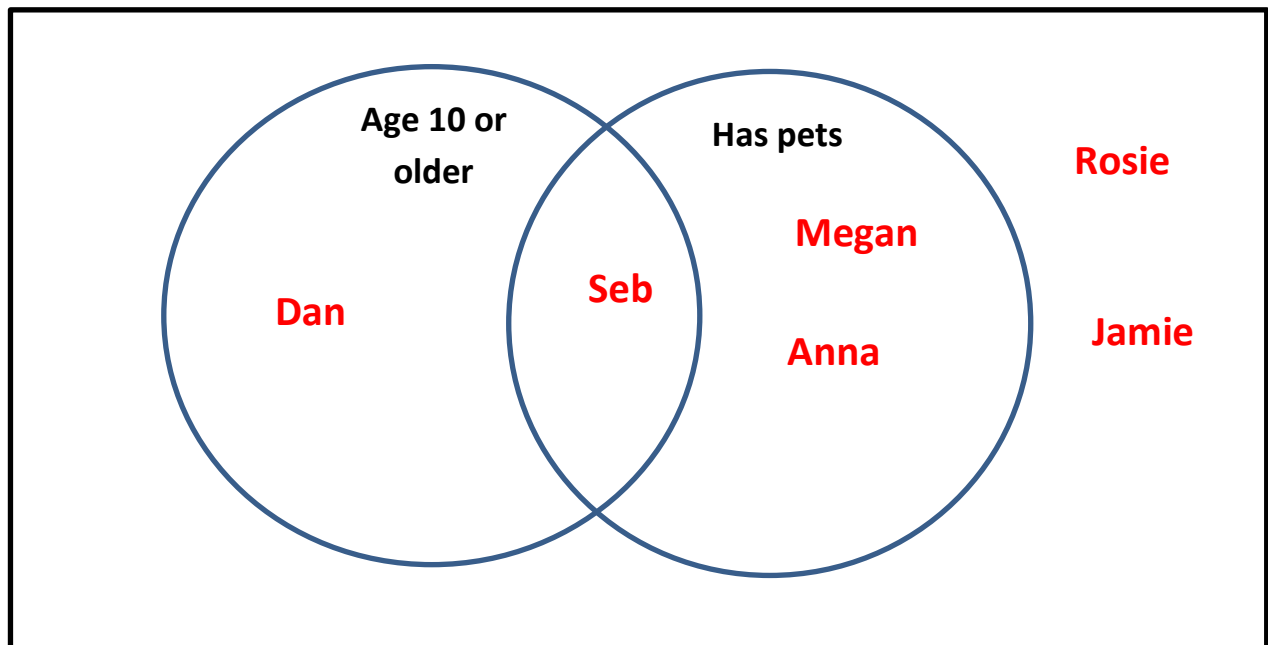 Age 10 or
older
Has pets
Rosie
Megan
Seb
Dan
Jamie
Anna